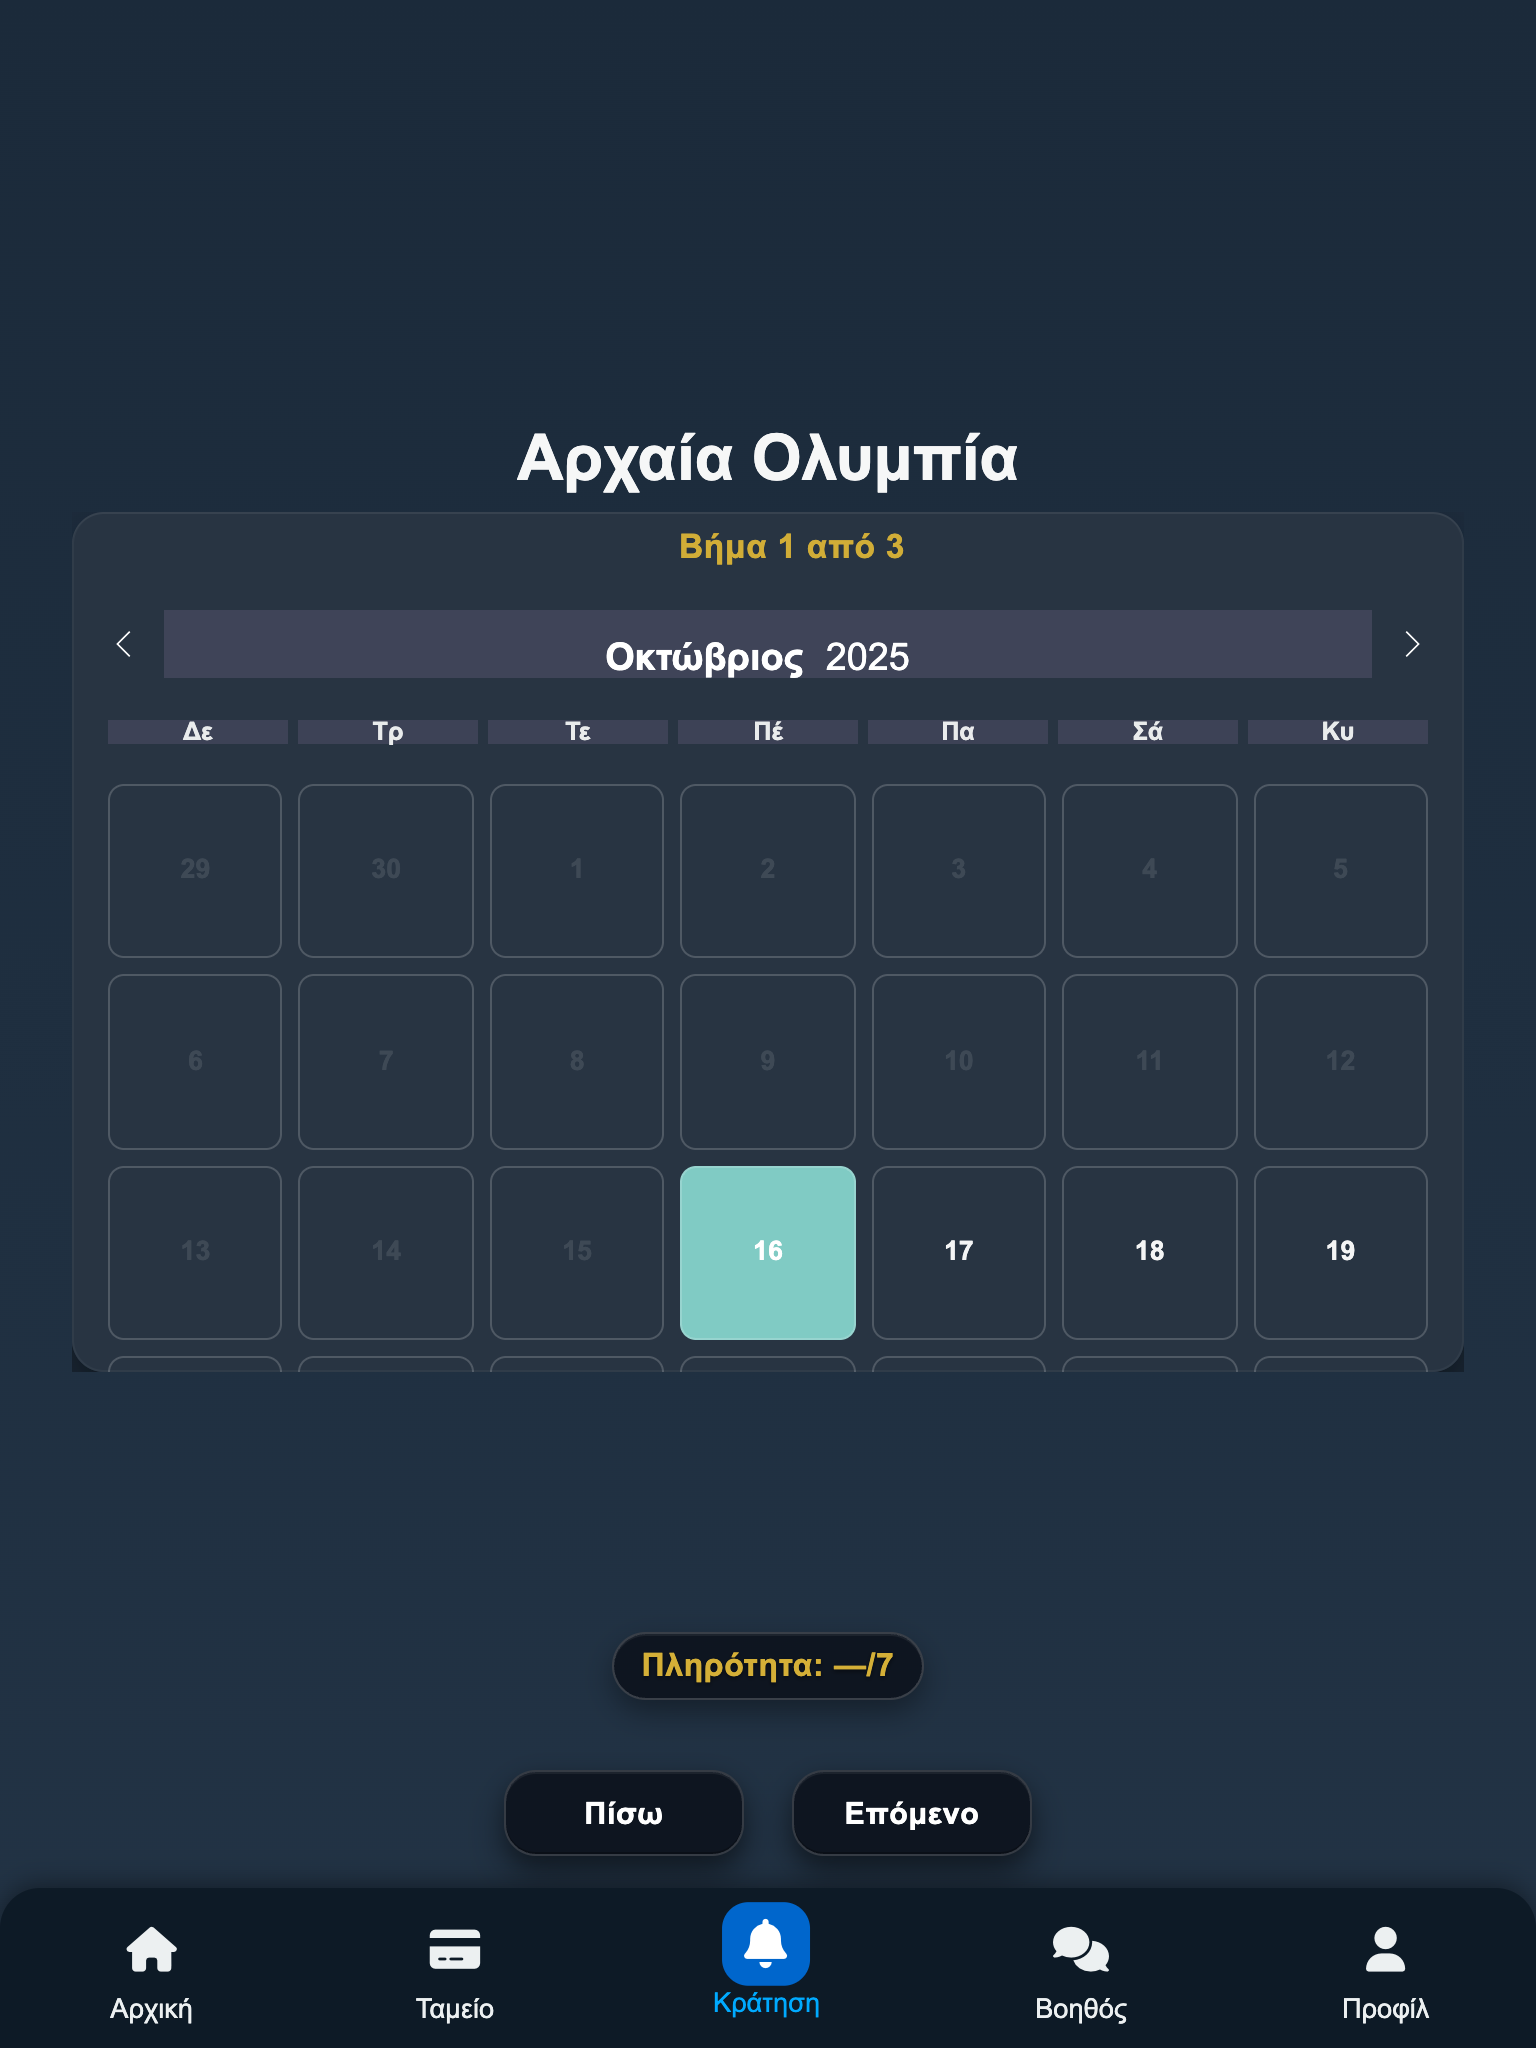 Αρχαία Ολυμπία
Βήμα 1 από 3
Οκτώβριος 2025
Δε Τρ Τε Πέ Πα Σά Κυ
29 30 1 2 3 4 5
6 7 8 9 10 11 12
13 14 15 16 17 18 19
Πληρότητα: —/7
Πίσω Επόμενο
Αρχική Ταμείο Κράτηση Βοηθός Προφίλ